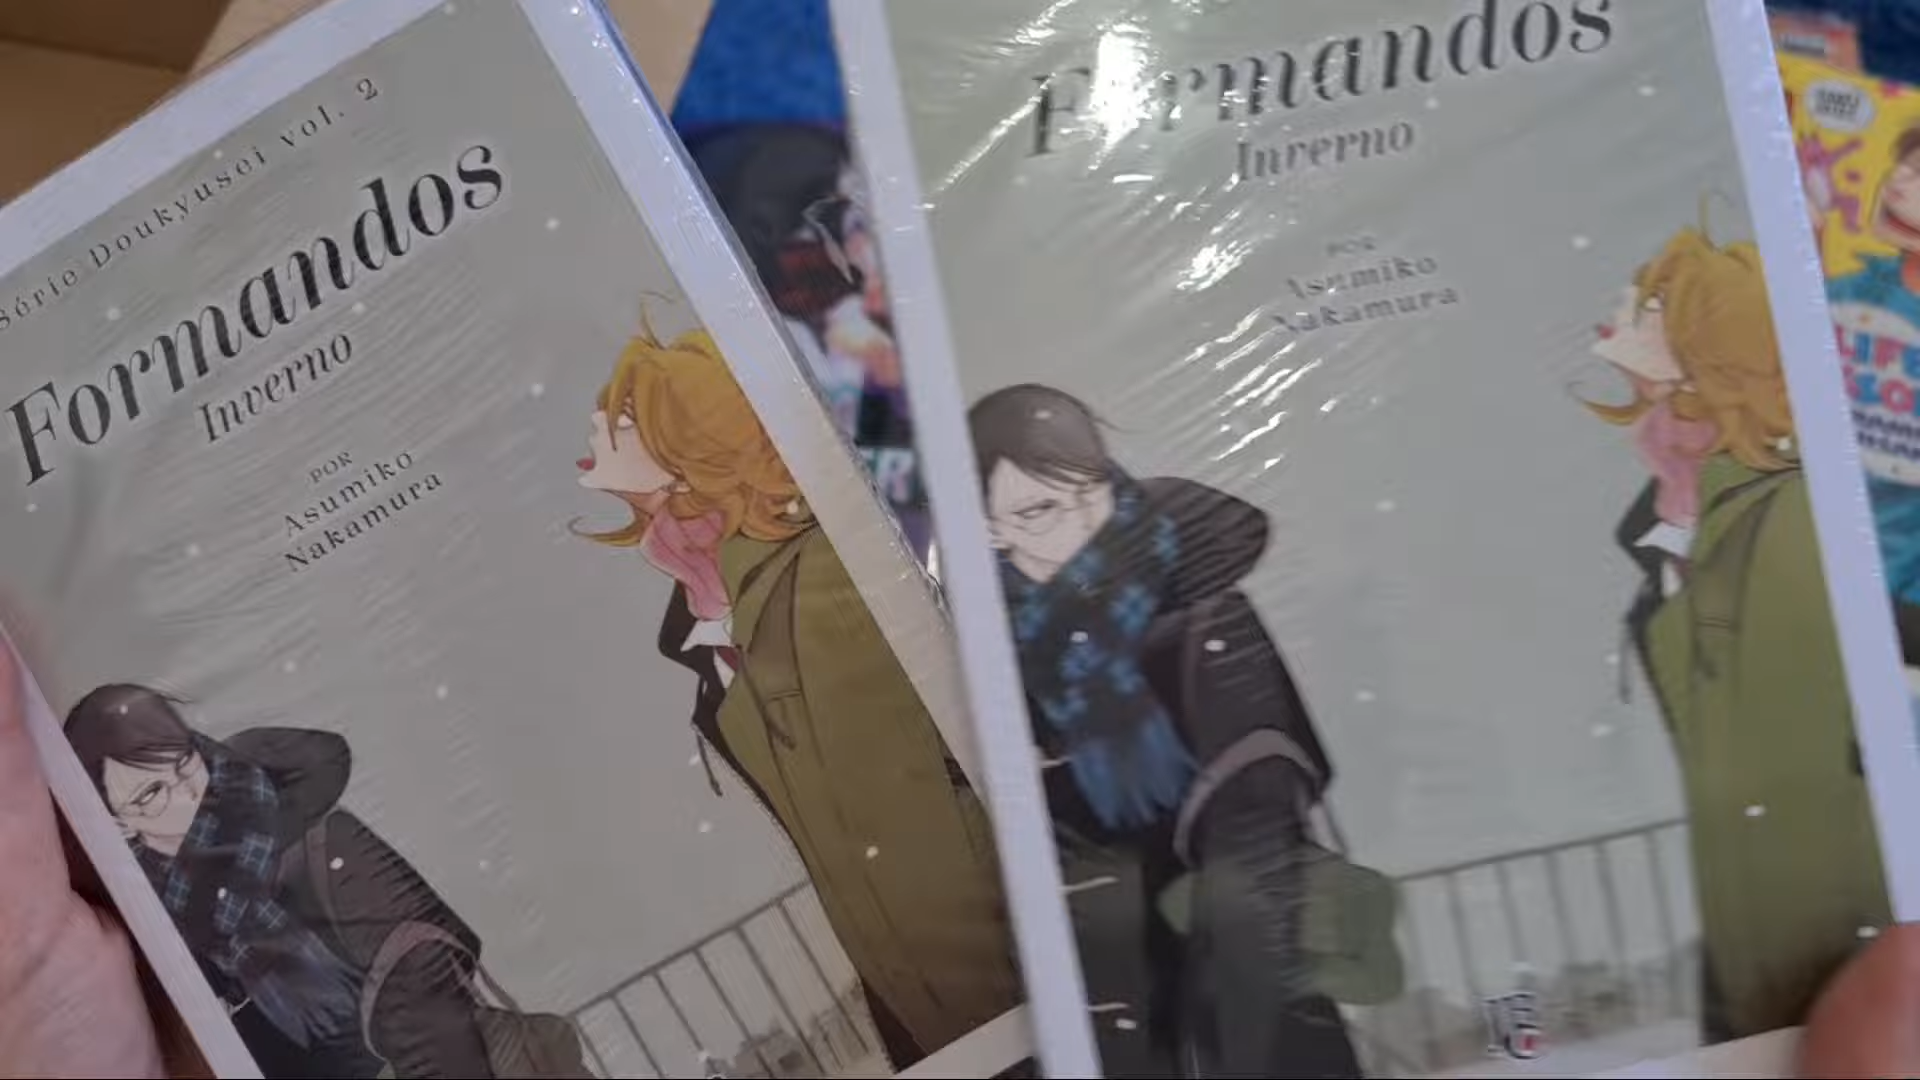 Série Doukyusei vol. 2
Formandos
Inverno
POR
Asumiko
Nakamura
Formandos
Inverno
POR
Asumiko
Nakamura